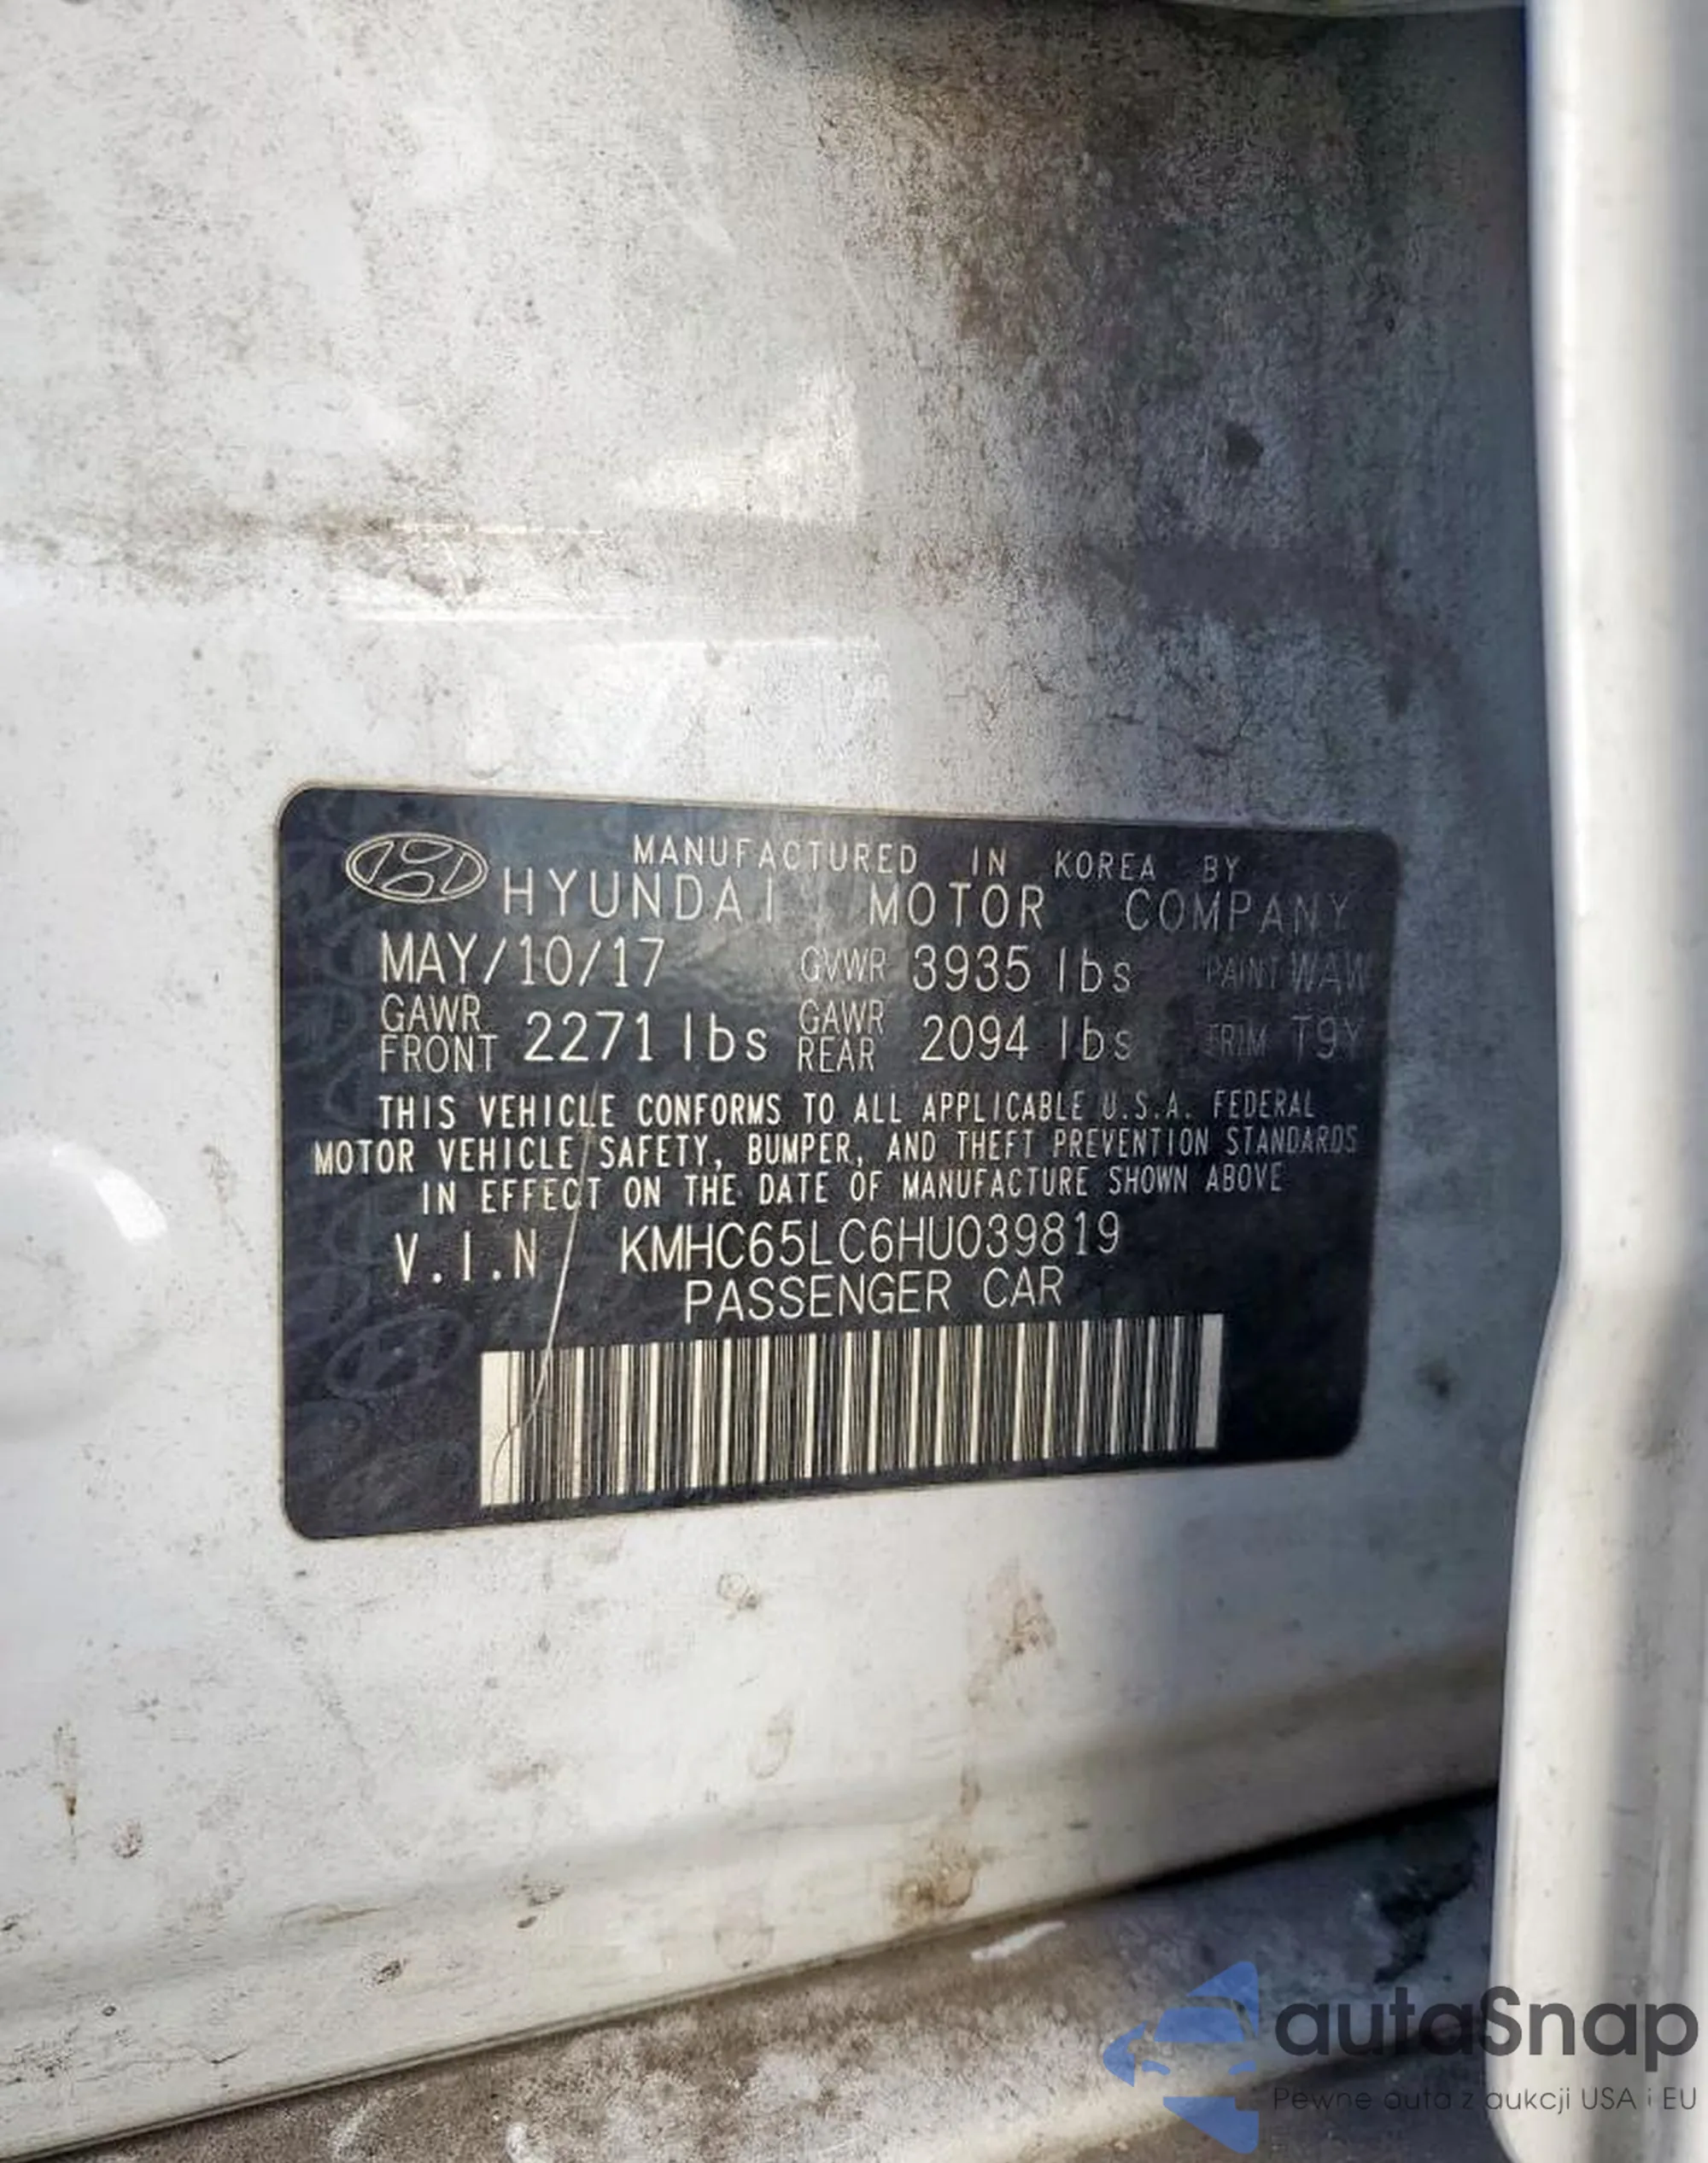 MANUFACTURED IN KOREA BY
HYUNDAI MOTOR COMPANY
MAY/10/17 GVWR 3935 lbs PAINT WAW
GAWR FRONT 2271 lbs GAWR REAR 2094 lbs TRIM T9Y
THIS VEHICLE CONFORMS TO ALL APPLICABLE U.S.A. FEDERAL
MOTOR VEHICLE SAFETY, BUMPER, AND THEFT PREVENTION STANDARDS
IN EFFECT ON THE DATE OF MANUFACTURE SHOWN ABOVE
V.I.N KMHC65LC6HU039819
PASSENGER CAR
autaSnap
Pewne auta z aukcji USA i EU